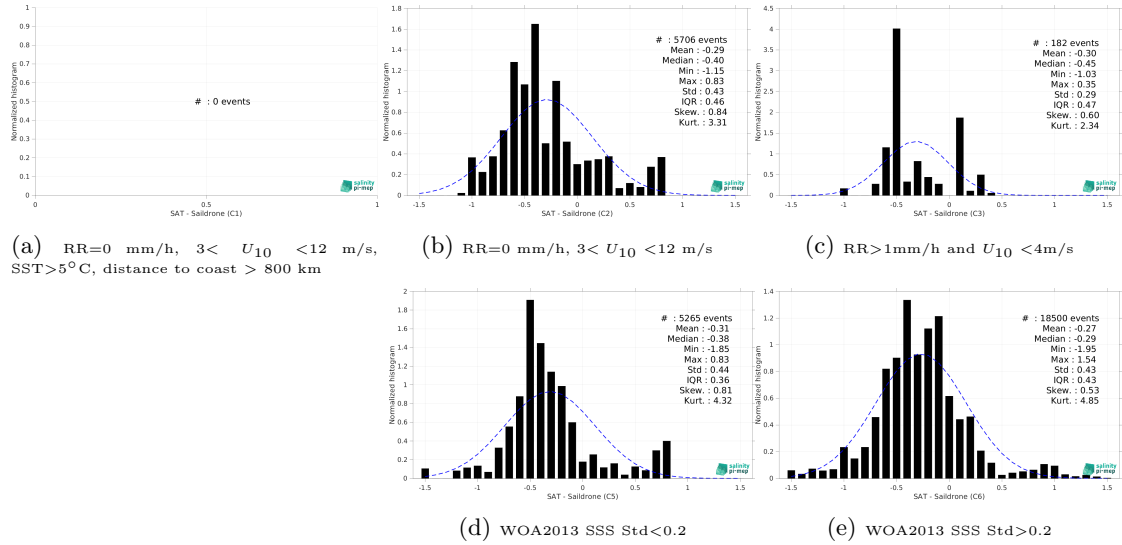 1
0.9
0.8
0.7
0.6
0.5
0.4
0.3
0.2
0.1
0
Normalized histogram
# : 0 events
0 0.5 1
SAT - Saildrone (C1)
salinity
pi-mep
(a) RR=0 mm/h, 3< U10 <12 m/s,
SST>5°C, distance to coast > 800 km
1.8
1.6
1.4
1.2
1
0.8
0.6
0.4
0.2
0
Normalized histogram
# : 5706 events
Mean : -0.29
Median : -0.40
Min : -1.15
Max : 0.83
Std : 0.43
IQR : 0.46
Skew. : 0.84
Kurt. : 3.31
-1.5 -1 -0.5 0 0.5 1 1.5
SAT - Saildrone (C2)
salinity
pi-mep
(b) RR=0 mm/h, 3< U10 <12 m/s
4.5
4
3.5
3
2.5
2
1.5
1
0.5
0
Normalized histogram
# : 182 events
Mean : -0.30
Median : -0.45
Min : -1.03
Max : 0.35
Std : 0.29
IQR : 0.47
Skew. : 0.60
Kurt. : 2.34
-1.5 -1 -0.5 0 0.5 1 1.5
SAT - Saildrone (C3)
salinity
pi-mep
(c) RR>1mm/h and U10 <4m/s
2
1.8
1.6
1.4
1.2
1
0.8
0.6
0.4
0.2
0
Normalized histogram
# : 5265 events
Mean : -0.31
Median : -0.38
Min : -1.85
Max : 0.83
Std : 0.44
IQR : 0.36
Skew. : 0.81
Kurt. : 4.32
-1.5 -1 -0.5 0 0.5 1 1.5
SAT - Saildrone (C5)
salinity
pi-mep
(d) WOA2013 SSS Std<0.2
1.4
1.2
1
0.8
0.6
0.4
0.2
0
Normalized histogram
# : 18500 events
Mean : -0.27
Median : -0.29
Min : -1.95
Max : 1.54
Std : 0.43
IQR : 0.43
Skew. : 0.53
Kurt. : 4.85
-1.5 -1 -0.5 0 0.5 1 1.5
SAT - Saildrone (C6)
salinity
pi-mep
(e) WOA2013 SSS Std>0.2